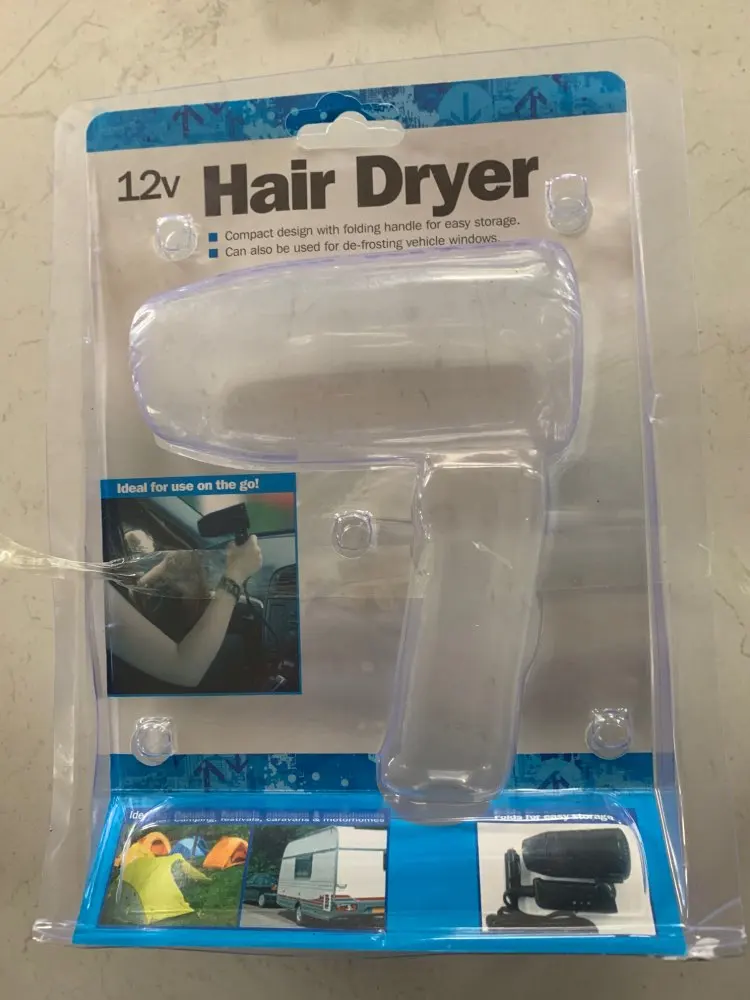 12v Hair Dryer
Compact design with folding handle for easy storage.
Can also be used for de-frosting vehicle windows.
Ideal for use on the go!
camping, festivals, caravans & motorhomes
Folds for easy storage